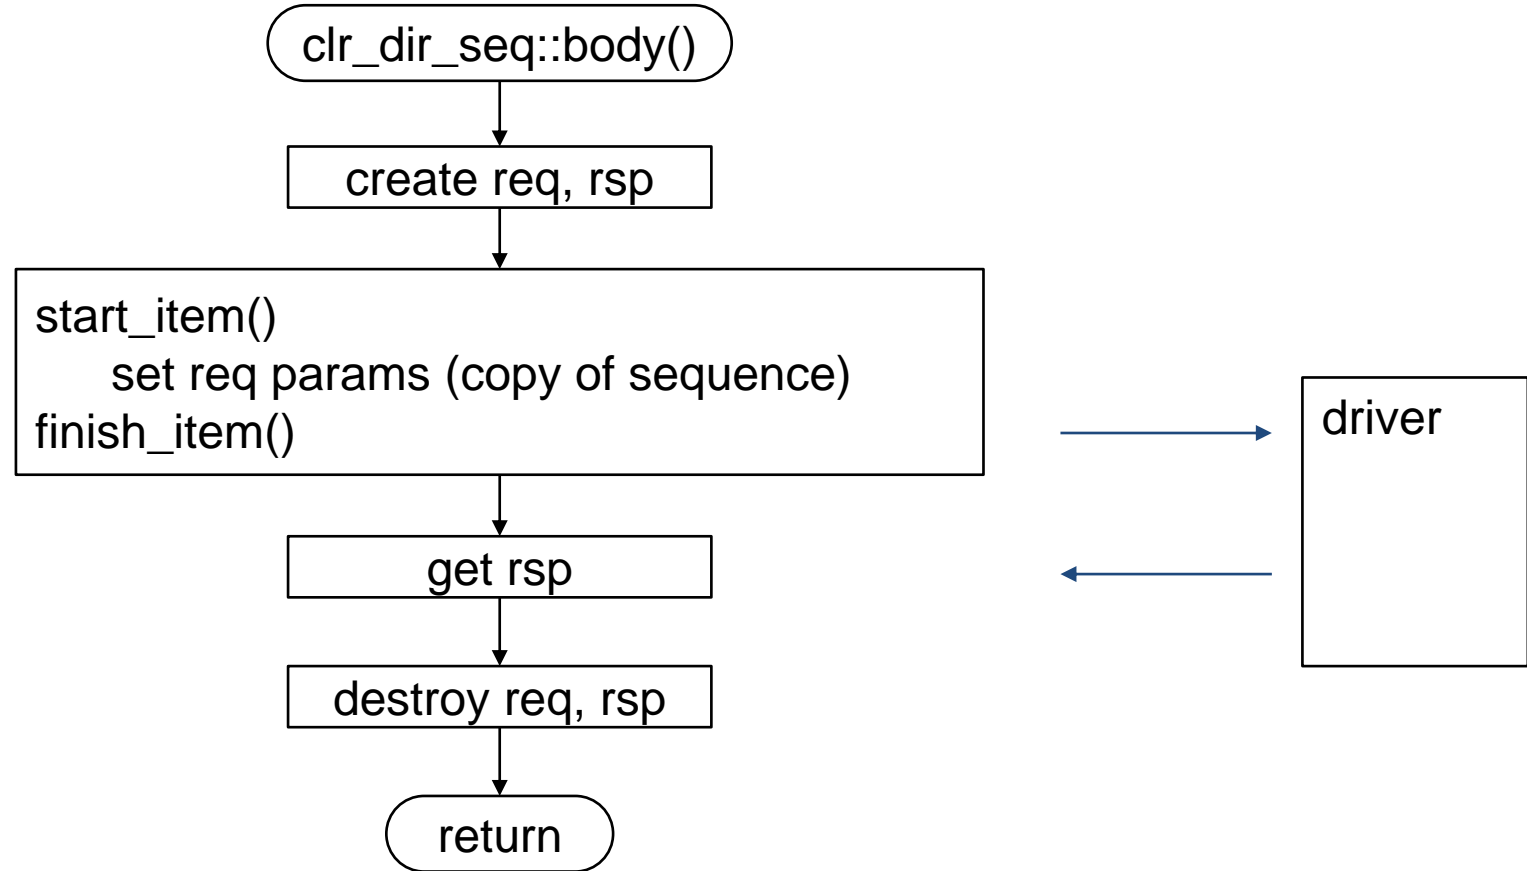 clr_dir_seq::body()
create req, rsp
start_item()
set req params (copy of sequence)
finish_item()
driver
get rsp
destroy req, rsp
return